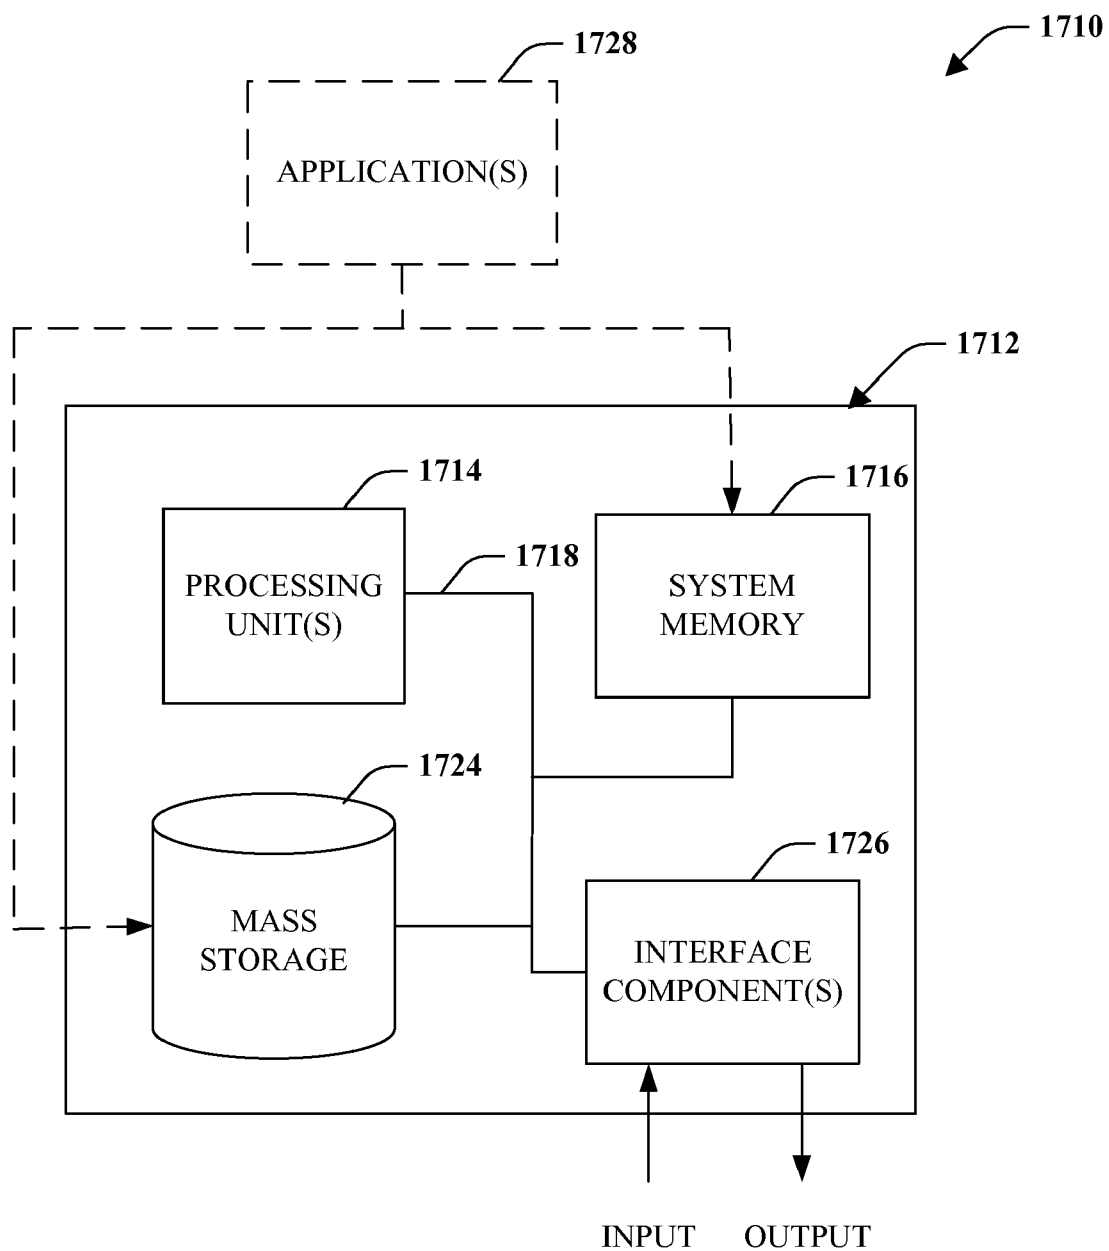 1710
1728
APPLICATION(S)
1712
1714
1716
1718
PROCESSING
UNIT(S)
SYSTEM
MEMORY
1724
1726
MASS
STORAGE
INTERFACE
COMPONENT(S)
INPUT
OUTPUT